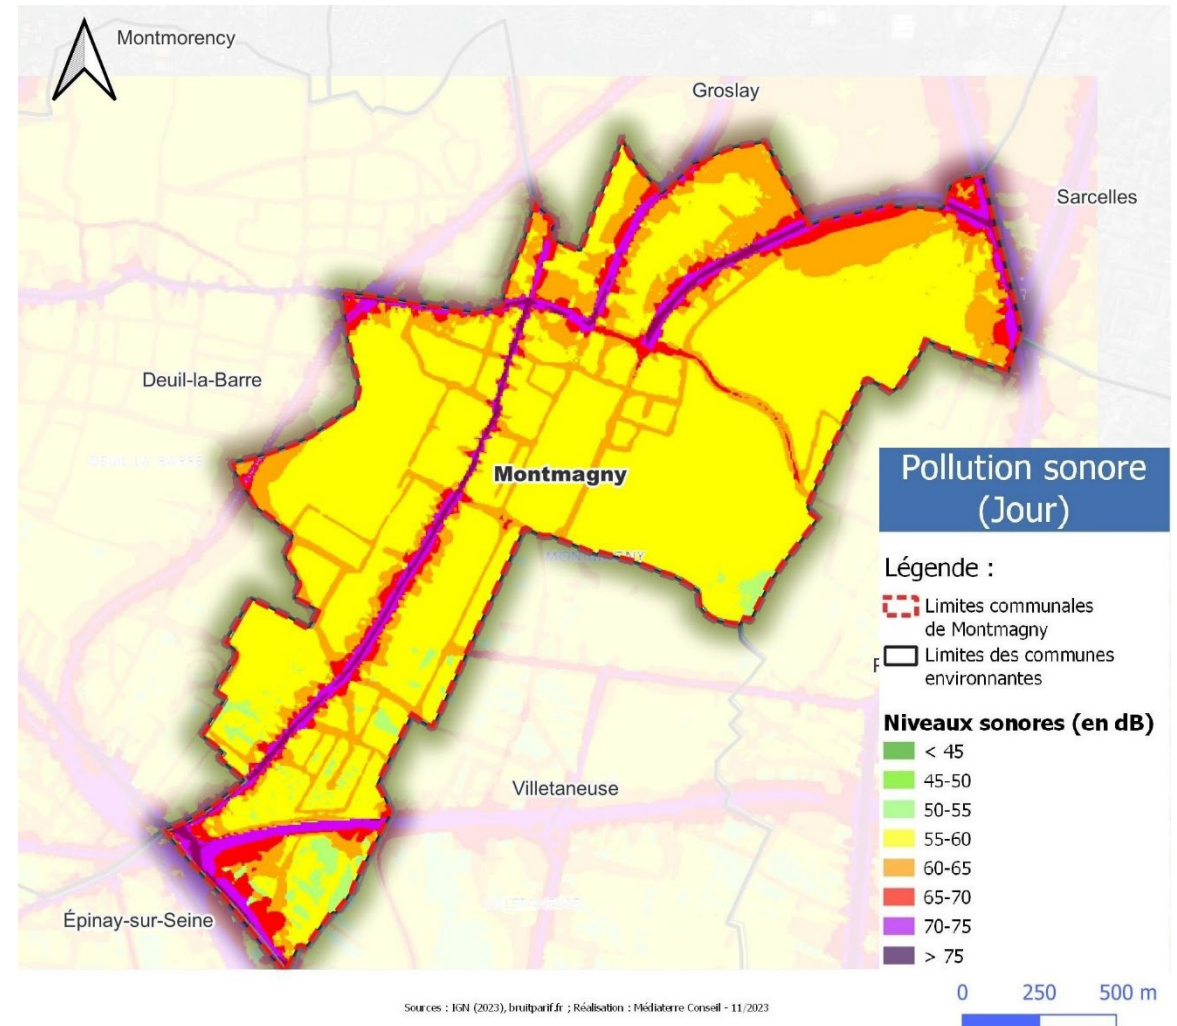 Montmorency
Groslay
Sarcelles
Deuil-la-Barre
Montmagny
Villetaneuse
Épinay-sur-Seine
Pollution sonore
(Jour)
Légende :
Limites communales
de Montmagny
Limites des communes
environnantes
Niveaux sonores (en dB)
< 45
45-50
50-55
55-60
60-65
65-70
70-75
> 75
0 250 500 m
Sources : IGN (2023), bruitparif.fr ; Réalisation : Médiaterre Conseil - 11/2023